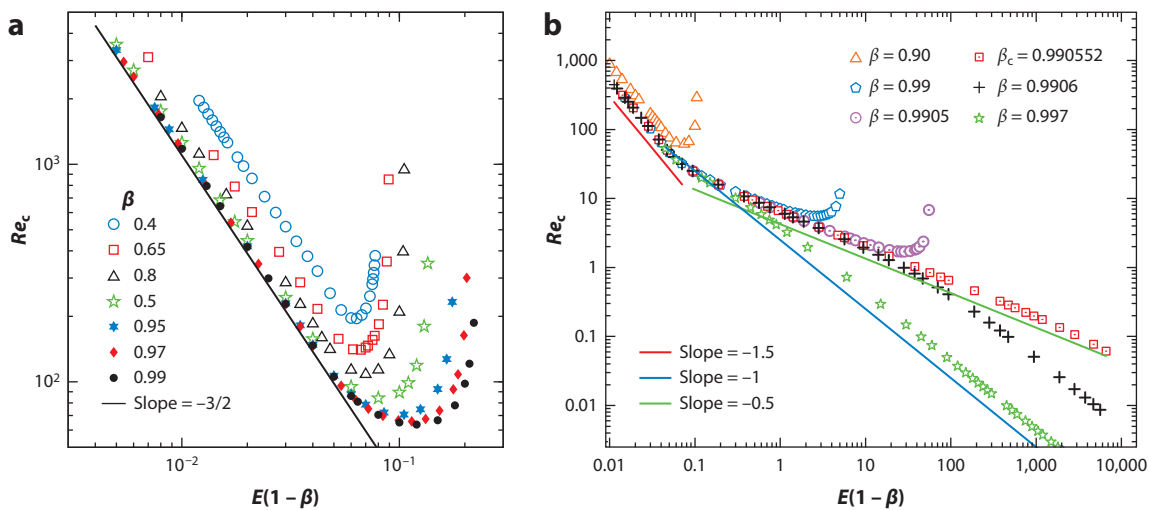 a
10³
10²
10⁻²
10⁻¹
Re_c
E(1 – β)
β
0.4
0.65
0.8
0.5
0.95
0.97
0.99
Slope = –3/2
b
1,000
100
10
1
0.1
0.01
0.01
0.1
1
10
100
1,000
10,000
Re_c
E(1 – β)
β = 0.90
β = 0.99
β = 0.9905
β_c = 0.990552
β = 0.9906
β = 0.997
Slope = –1.5
Slope = –1
Slope = –0.5